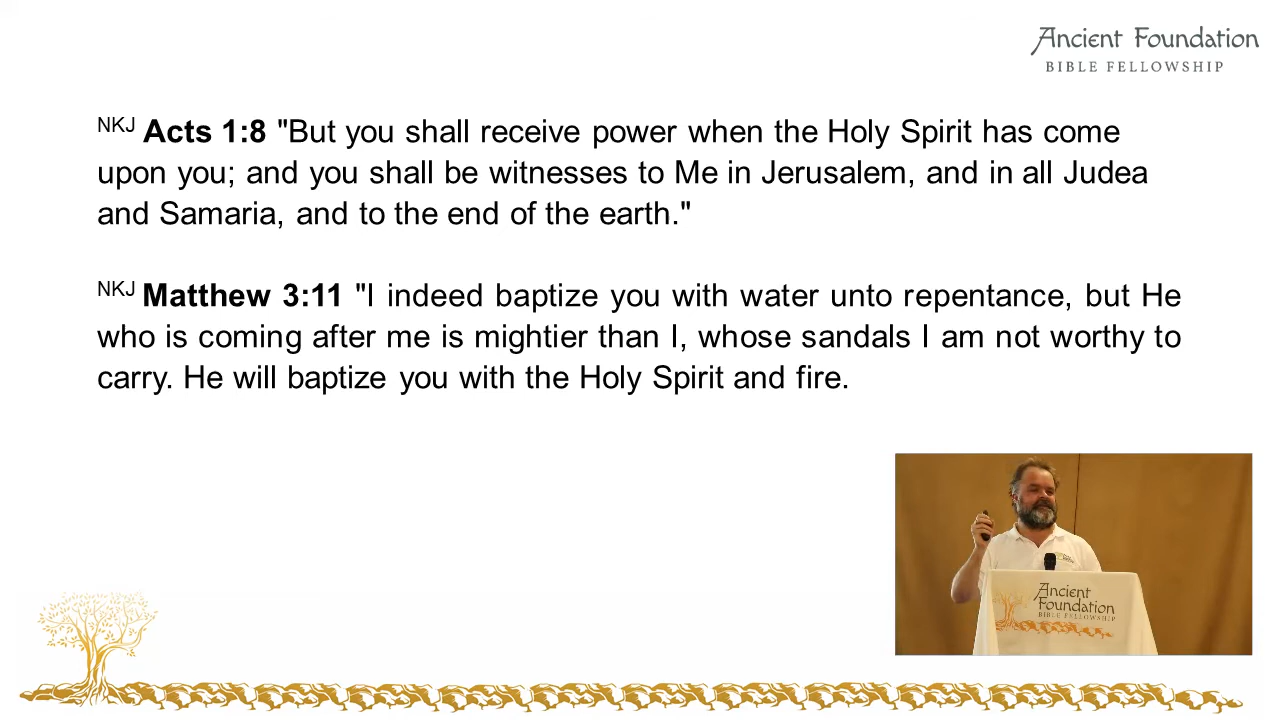 Ancient Foundation
BIBLE FELLOWSHIP
NKJ Acts 1:8 "But you shall receive power when the Holy Spirit has come
upon you; and you shall be witnesses to Me in Jerusalem, and in all Judea
and Samaria, and to the end of the earth."
NKJ Matthew 3:11 "I indeed baptize you with water unto repentance, but He
who is coming after me is mightier than I, whose sandals I am not worthy to
carry. He will baptize you with the Holy Spirit and fire.
Ancient
Foundation
BIBLE FELLOWSHIP